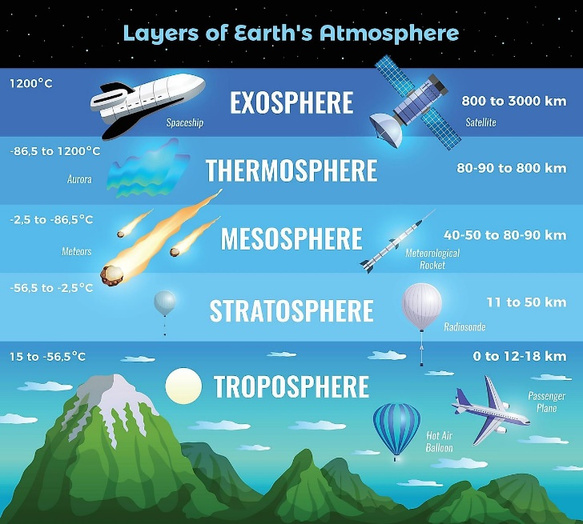 Layers of Earth's Atmosphere
1200°C
EXOSPHERE
800 to 3000 km
Spaceship
Satellite
-86,5 to 1200°C
THERMOSPHERE
80-90 to 800 km
Aurora
-2,5 to -86,5°C
MESOSPHERE
40-50 to 80-90 km
Meteors
Meteorological
Rocket
-56,5 to -2,5°C
STRATOSPHERE
11 to 50 km
Radiosonde
15 to -56,5°C
TROPOSPHERE
0 to 12-18 km
Passenger
Plane
Hot Air
Balloon